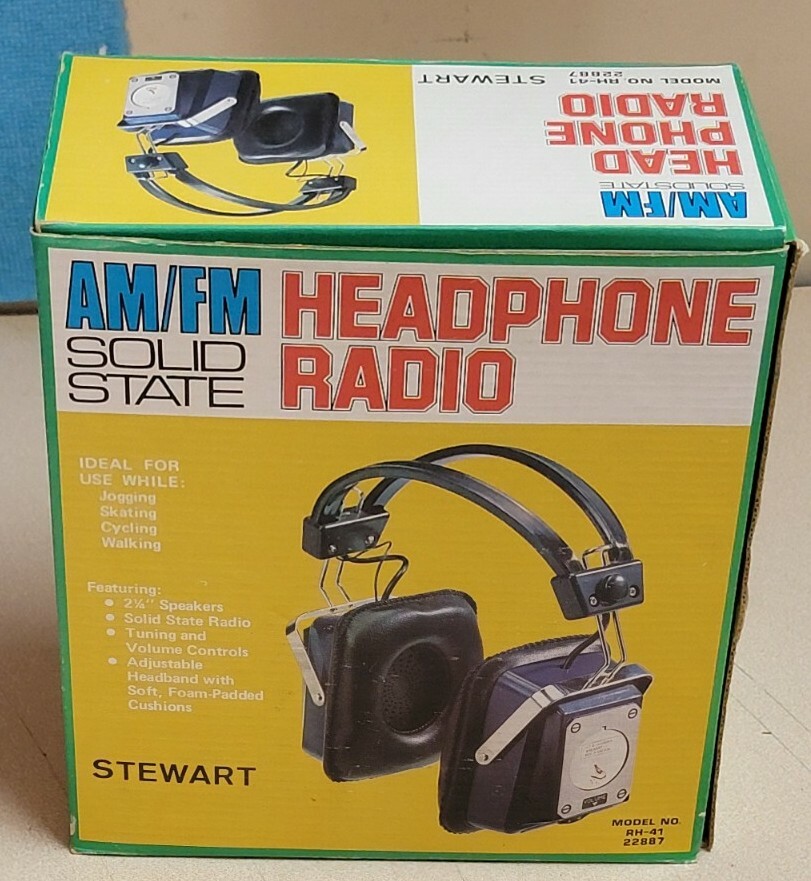 STEWART
MODEL NO. RH-41
22887
HEAD
PHONE
RADIO
AM/FM
SOLID STATE
AM/FM
SOLID
STATE
HEADPHONE
RADIO
IDEAL FOR
USE WHILE:
Jogging
Skating
Cycling
Walking
Featuring:
• 2¼" Speakers
• Solid State Radio
• Tuning and
Volume Controls
• Adjustable
Headband with
Soft, Foam-Padded
Cushions
STEWART
MODEL NO.
RH-41
22887